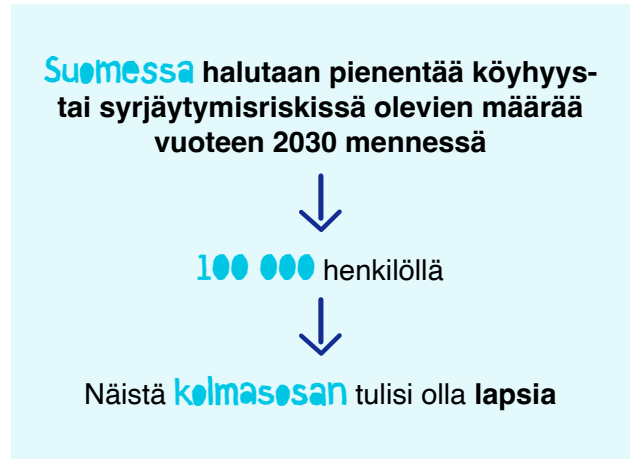 Suomessa halutaan pienentää köyhyys-
tai syrjäytymisriskissä olevien määrää
vuoteen 2030 mennessä
100 000 henkilöllä
Näistä kolmasosan tulisi olla lapsia